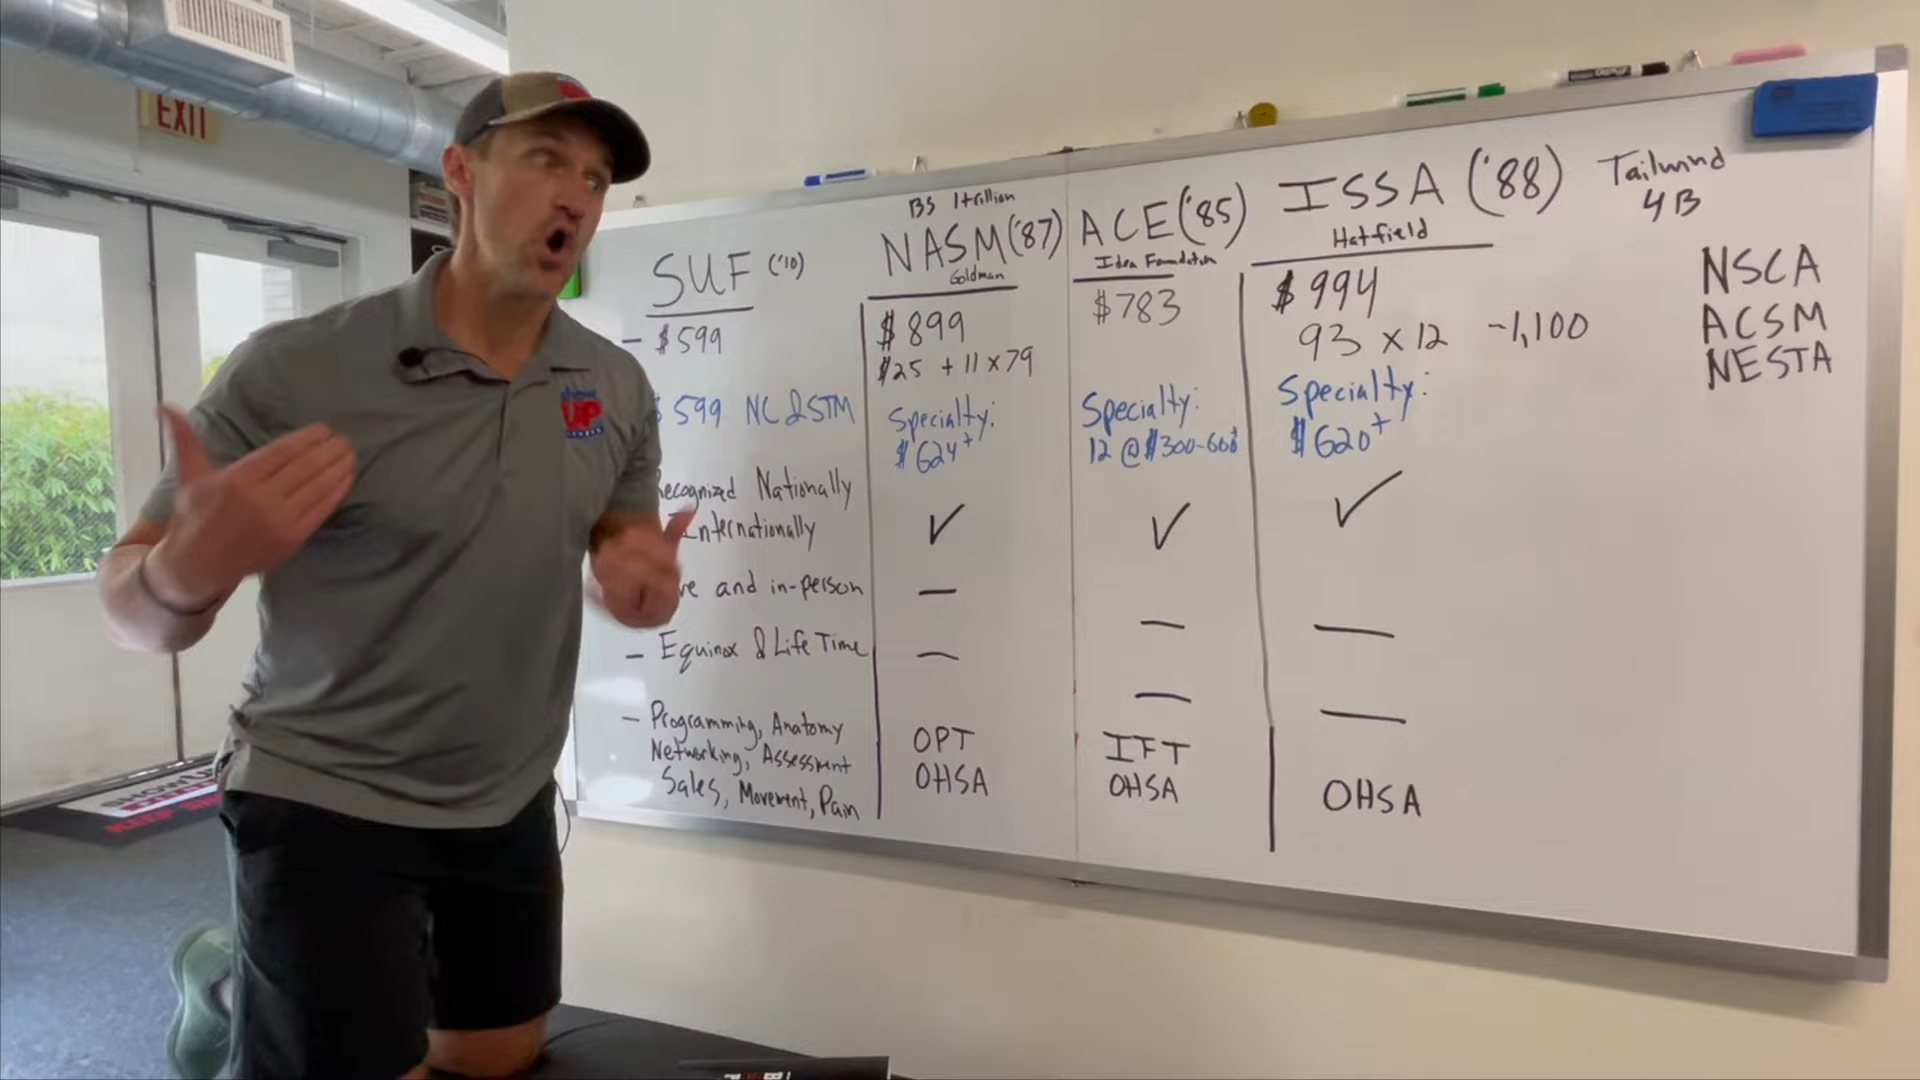 EXIT
UP
SUF ('10)
- $599
$599 NC 2STM
Recognized Nationally
Internationally
and in-person
- Equinox & Life Time
- Programming, Anatomy
Networking, Assessment
Sales, Movement, Pain
BS 1 trillion
NASM ('87)
Goldman
$899
$25 + 11 x 79
Specialty:
$624+
✓
—
—
OPT
OHSA
ACE ('85)
Idea Foundation
$783
Specialty:
12 @ $300-600
✓
—
—
IFT
OHSA
ISSA ('88)
Hatfield
$994
93 x 12 ~1,100
Specialty:
$620+
✓
—
—
OHSA
Tailwind
4B
NSCA
ACSM
NESTA